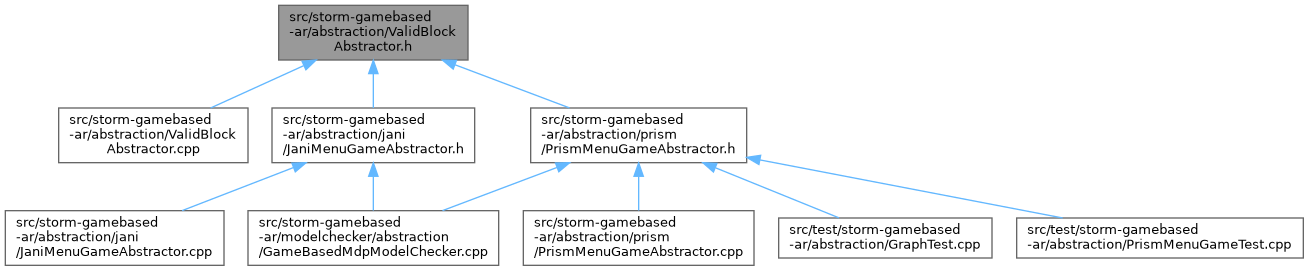 src/storm-gamebased
-ar/abstraction/ValidBlock
Abstractor.h
src/storm-gamebased
-ar/abstraction/ValidBlock
Abstractor.cpp
src/storm-gamebased
-ar/abstraction/jani
/JaniMenuGameAbstractor.h
src/storm-gamebased
-ar/abstraction/prism
/PrismMenuGameAbstractor.h
src/storm-gamebased
-ar/abstraction/jani
/JaniMenuGameAbstractor.cpp
src/storm-gamebased
-ar/modelchecker/abstraction
/GameBasedMdpModelChecker.cpp
src/storm-gamebased
-ar/abstraction/prism
/PrismMenuGameAbstractor.cpp
src/test/storm-gamebased
-ar/abstraction/GraphTest.cpp
src/test/storm-gamebased
-ar/abstraction/PrismMenuGameTest.cpp